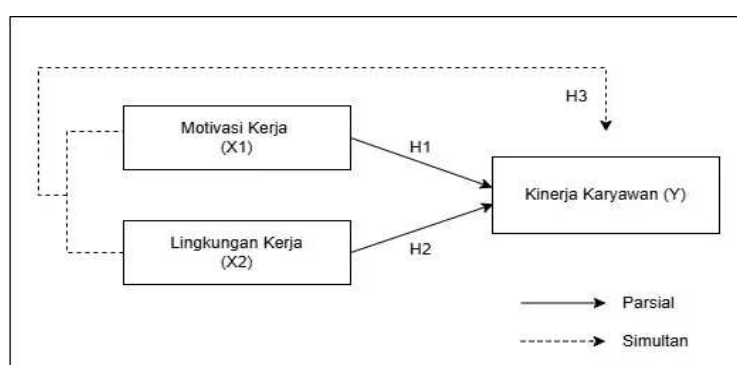 H3
Motivasi Kerja
(X1)
H1
Kinerja Karyawan (Y)
Lingkungan Kerja
(X2)
H2
Parsial
Simultan